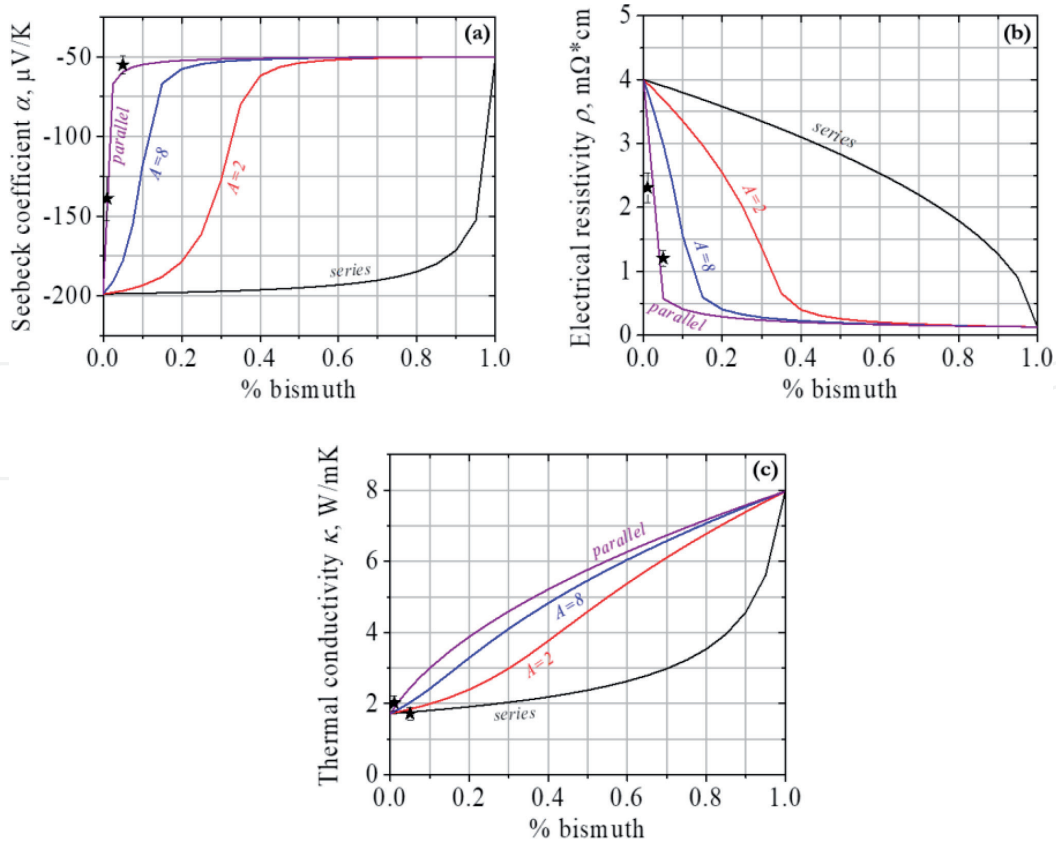 (a)
Seebeck coefficient α, µV/K
-50
-75
-100
-125
-150
-175
-200
parallel
A=8
A=2
series
0.0 0.2 0.4 0.6 0.8 1.0
% bismuth
(b)
Electrical resistivity ρ, mΩ*cm
5
4
3
2
1
0
series
A=2
A=8
parallel
0.0 0.2 0.4 0.6 0.8 1.0
% bismuth
(c)
Thermal conductivity κ, W/mK
8
6
4
2
0
parallel
A=8
A=2
series
0.0 0.2 0.4 0.6 0.8 1.0
% bismuth